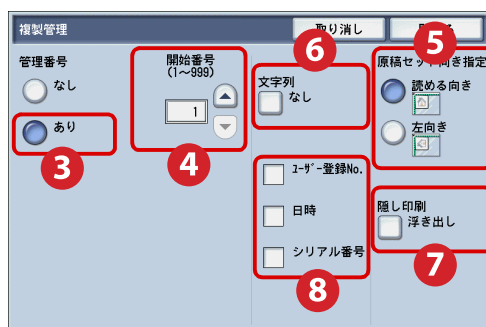 複製管理
取り消し
管理番号
なし
あり
3
開始番号
(1～999)
1
4
6
文字列
なし
ﾕｰｻﾞｰ登録No.
日時
シリアル番号
8
5
原稿セット向き指定
読める向き
左向き
隠し印刷
浮き出し
7